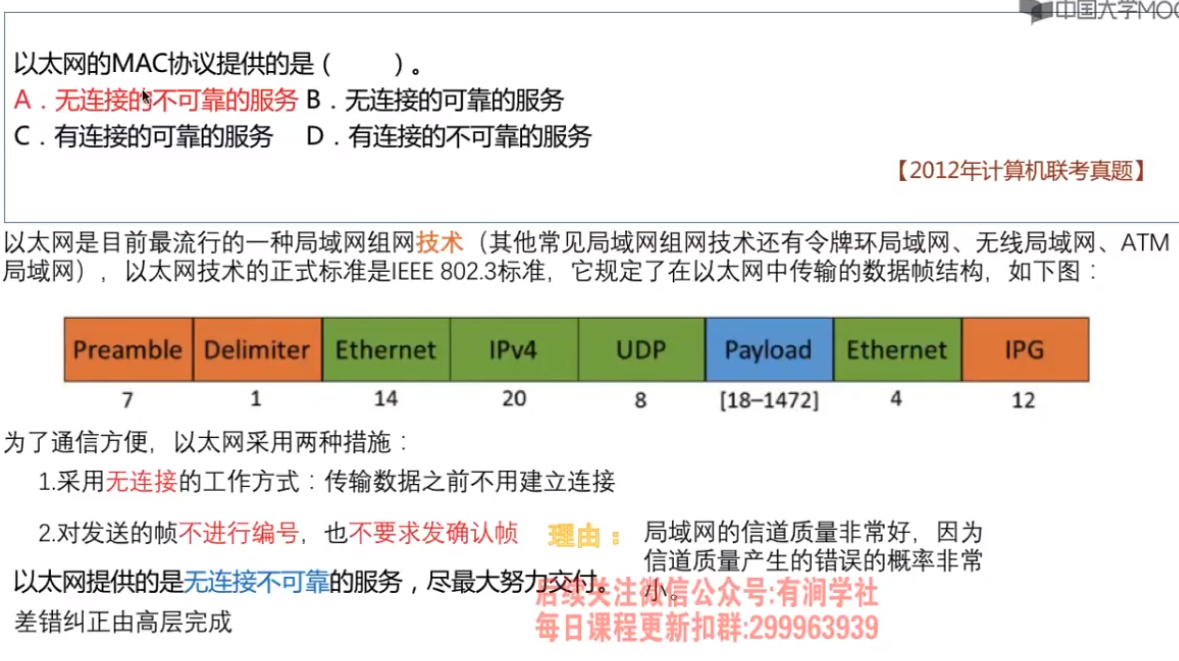 中国大学MOO
以太网的MAC协议提供的是（　　）。
A．无连接的不可靠的服务 B．无连接的可靠的服务
C．有连接的可靠的服务 D．有连接的不可靠的服务
【2012年计算机联考真题】
以太网是目前最流行的一种局域网组网技术（其他常见局域网组网技术还有令牌环局域网、无线局域网、ATM
局域网），以太网技术的正式标准是IEEE 802.3标准，它规定了在以太网中传输的数据帧结构，如下图：
Preamble Delimiter Ethernet IPv4 UDP Payload Ethernet IPG
7 1 14 20 8 [18–1472] 4 12
为了通信方便，以太网采用两种措施：
1.采用无连接的工作方式：传输数据之前不用建立连接
2.对发送的帧不进行编号，也不要求发确认帧
理由：
局域网的信道质量非常好，因为
信道质量产生的错误的概率非常
小。
以太网提供的是无连接不可靠的服务，尽最大努力交付。
差错纠正由高层完成
后续关注微信公众号:有涧学社
每日课程更新扣群:299963939